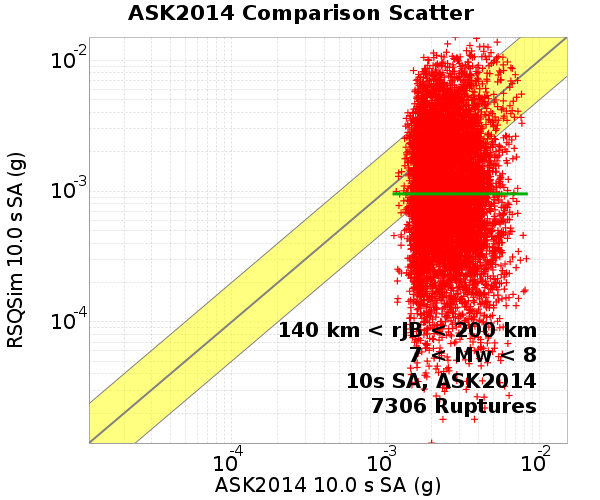 ASK2014 Comparison Scatter
RSQSim 10.0 s SA (g)
10-2
10-3
10-4
140 km < rJB < 200 km
7 < Mw < 8
10s SA, ASK2014
7306 Ruptures
10-4
10-3
10-2
ASK2014 10.0 s SA (g)